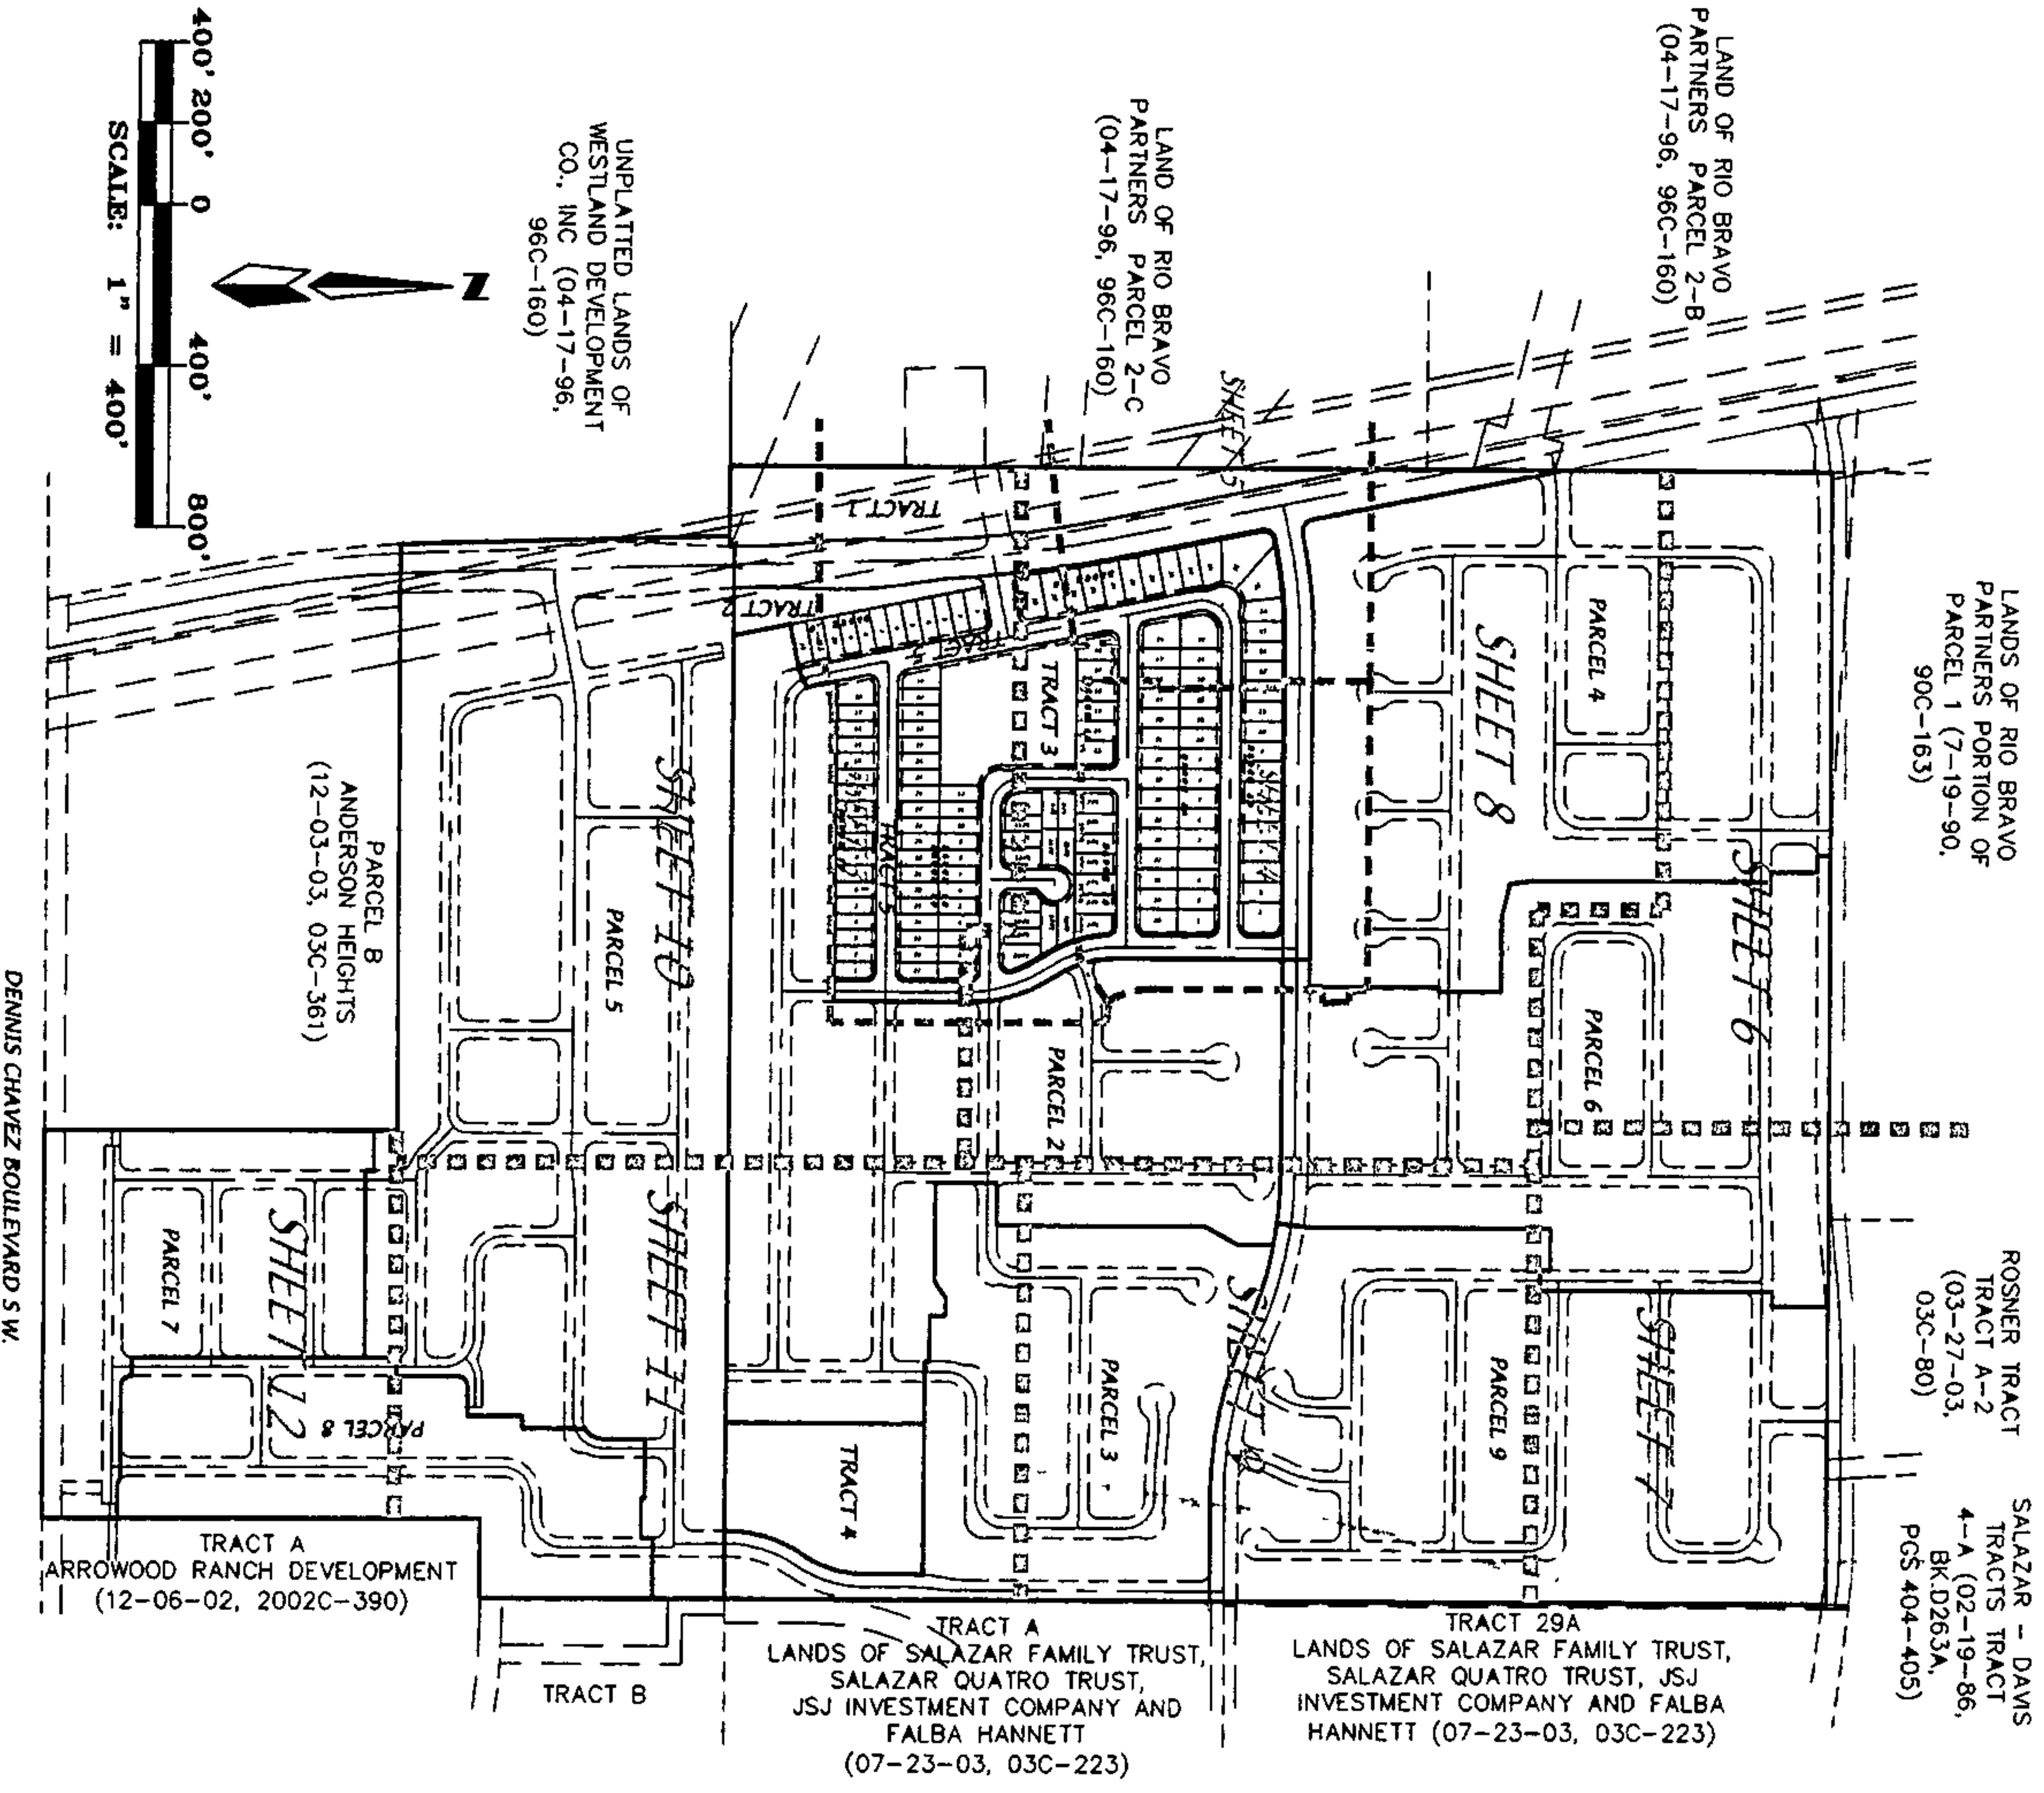 LAND OF RIO BRAVO
PARTNERS PARCEL 2-B
(04-17-96, 96C-160)
LAND OF RIO BRAVO
PARTNERS PARCEL 2-C
(04-17-96, 96C-160)
UNPLATTED LANDS OF
WESTLAND DEVELOPMENT
CO., INC (04-17-96,
96C-160)
400' 200' 0 400' 800'
SCALE: 1" = 400'
N
LANDS OF RIO BRAVO
PARTNERS PORTION OF
PARCEL 1 (7-19-90,
90C-163)
ROSNER TRACT
TRACT A-2
(03-27-03,
03C-80)
SALAZAR - DAVIS
TRACTS TRACT
4-A (02-19-86,
BK.D263A,
PGS 404-405)
PARCEL 4
SHEET 8
SHEET 6
PARCEL 6
SHEET 7
PARCEL 9
TRACT 1
TRACT 2
TRACT 3
TRACT 5
PARCEL 2
PARCEL 3
TRACT 4
SHEET 10
PARCEL 5
SHEET 11
PARCEL B
ANDERSON HEIGHTS
(12-03-03, 03C-361)
SHEET 12
PARCEL 7
PARCEL 8
DENNIS CHAVEZ BOULEVARD S W.
TRACT A
ARROWOOD RANCH DEVELOPMENT
(12-06-02, 2002C-390)
TRACT B
TRACT A
LANDS OF SALAZAR FAMILY TRUST,
SALAZAR QUATRO TRUST,
JSJ INVESTMENT COMPANY AND
FALBA HANNETT
(07-23-03, 03C-223)
TRACT 29A
LANDS OF SALAZAR FAMILY TRUST,
SALAZAR QUATRO TRUST, JSJ
INVESTMENT COMPANY AND FALBA
HANNETT (07-23-03, 03C-223)